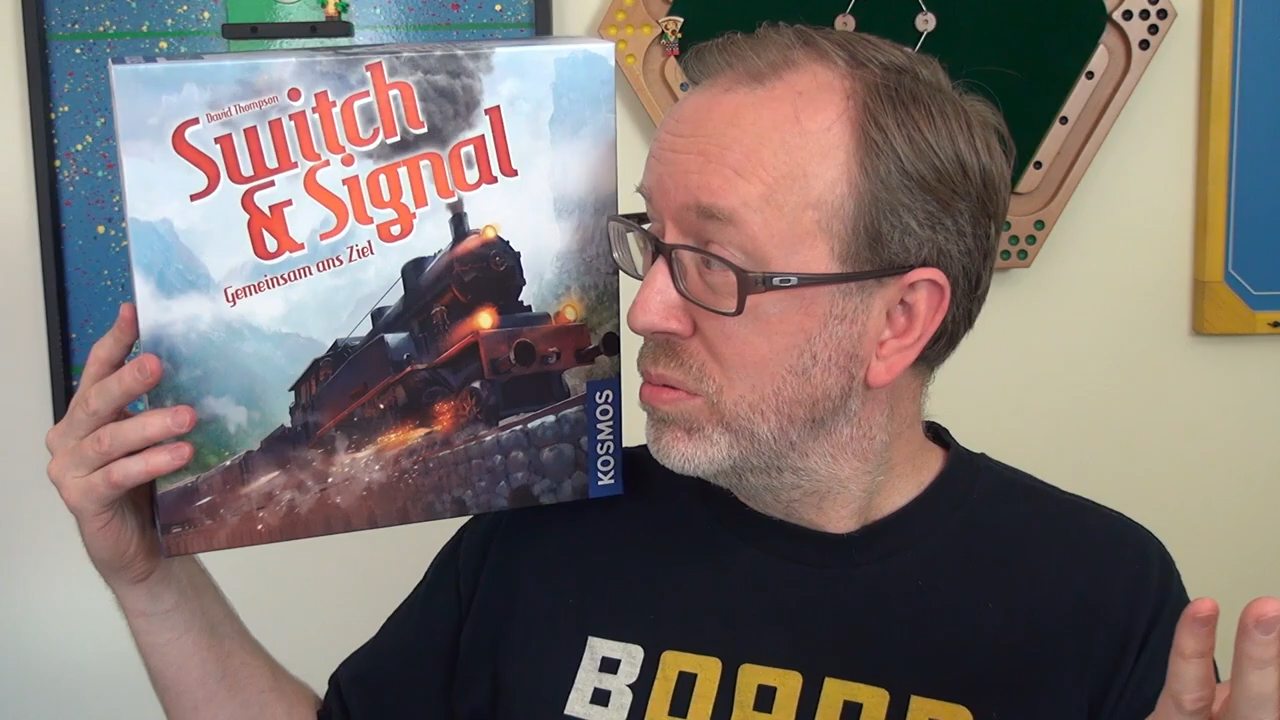 David Thompson
Switch
& Signal
Gemeinsam ans Ziel
KOSMOS